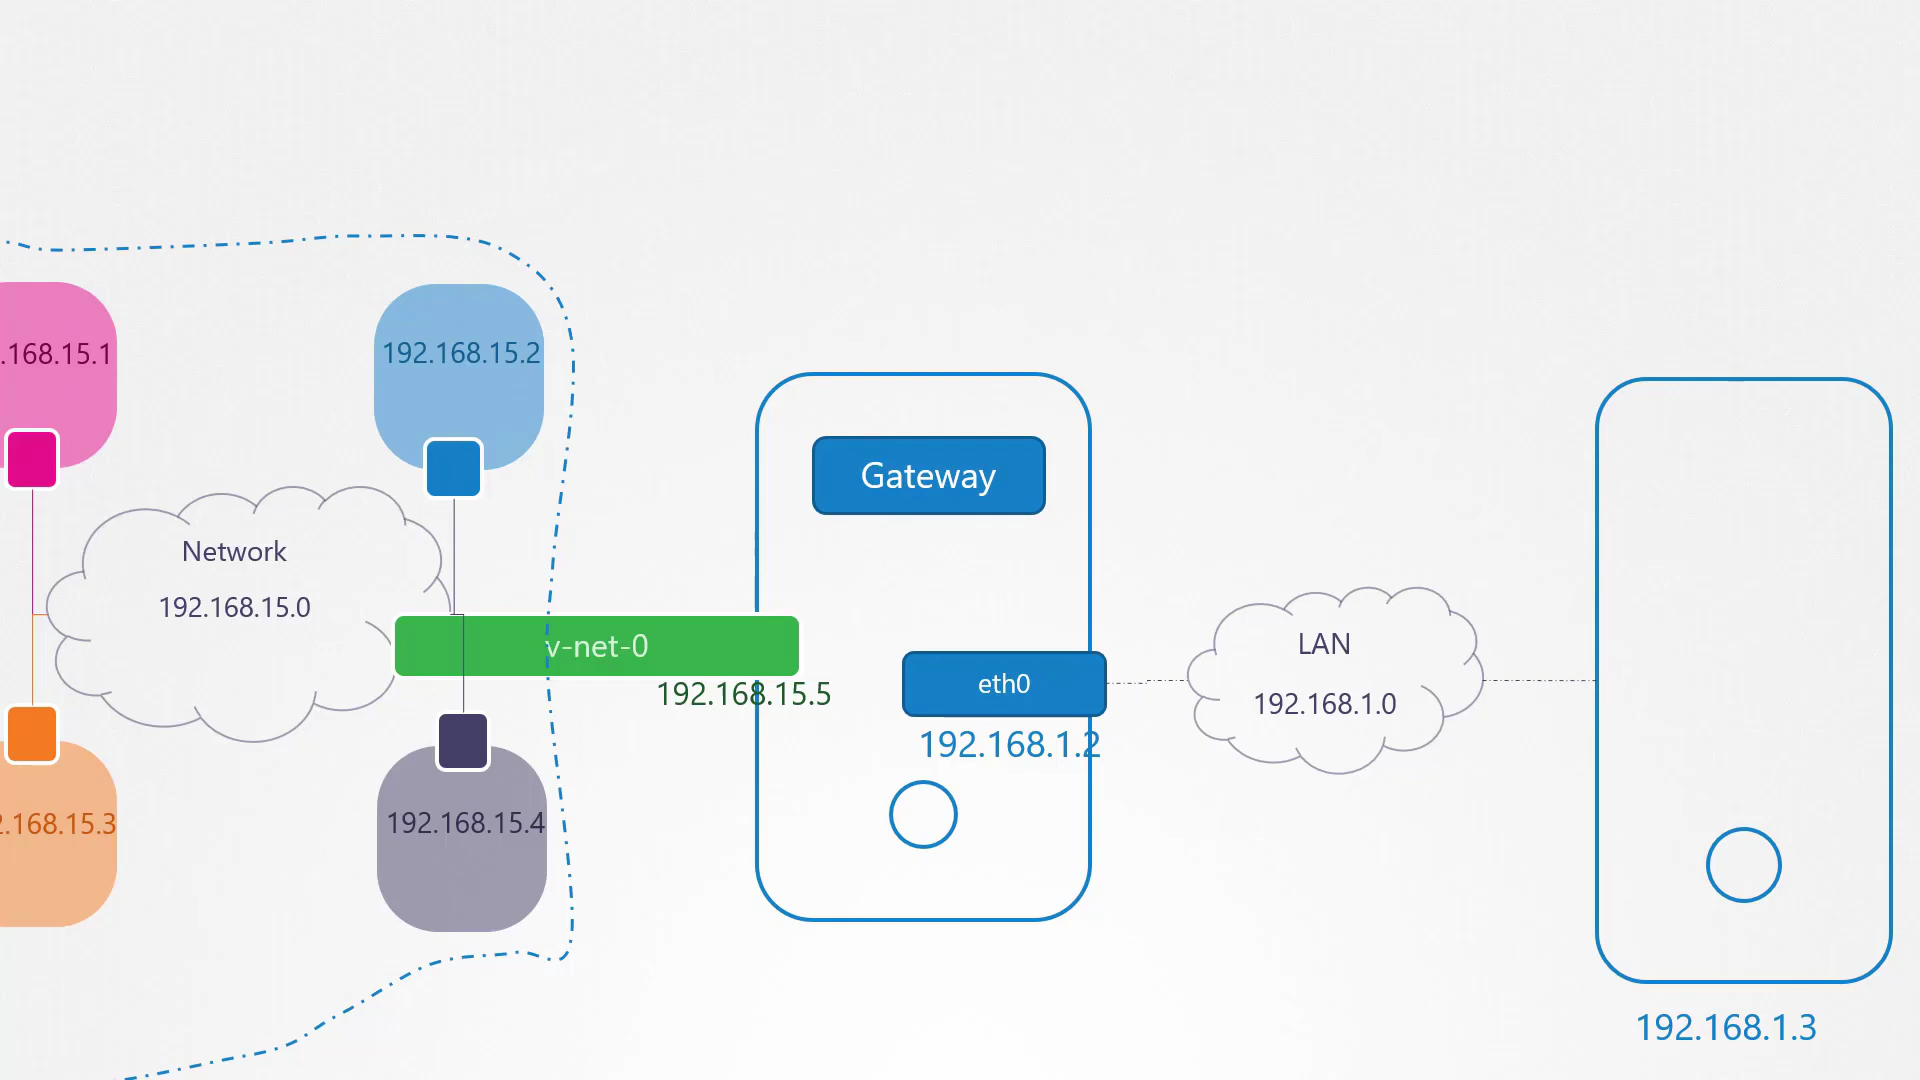 .168.15.1
192.168.15.2
Gateway
Network
192.168.15.0
v-net-0
192.168.15.5
eth0
192.168.1.2
LAN
192.168.1.0
2.168.15.3
192.168.15.4
192.168.1.3